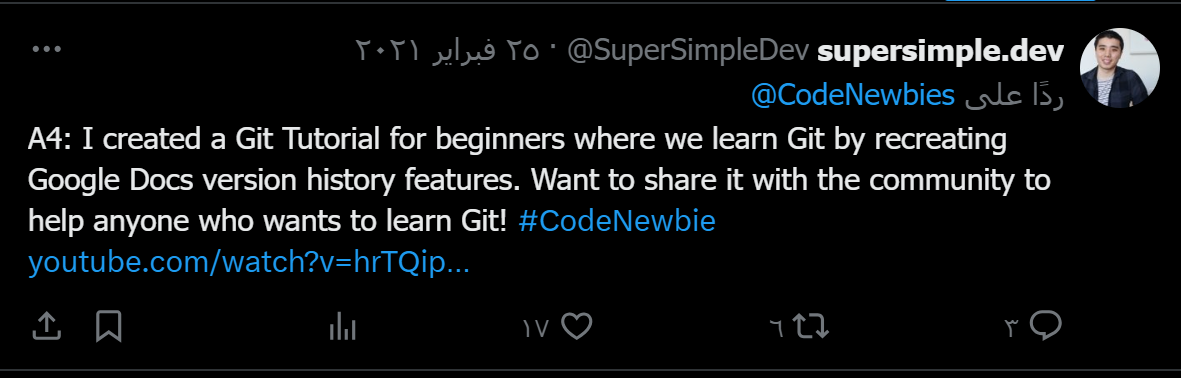 supersimple.dev @SuperSimpleDev · ٢٥ فبراير ٢٠٢١
ردًا على @CodeNewbies
A4: I created a Git Tutorial for beginners where we learn Git by recreating
Google Docs version history features. Want to share it with the community to
help anyone who wants to learn Git! #CodeNewbie
youtube.com/watch?v=hrTQip...
٣ ٦ ١٧